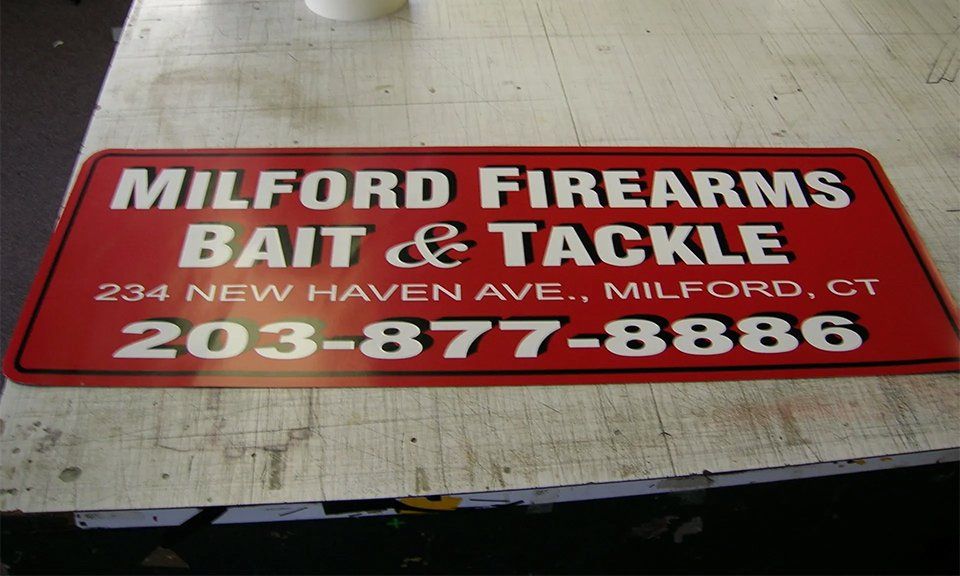 MILFORD FIREARMS
BAIT & TACKLE
234 NEW HAVEN AVE., MILFORD, CT
203-877-8886